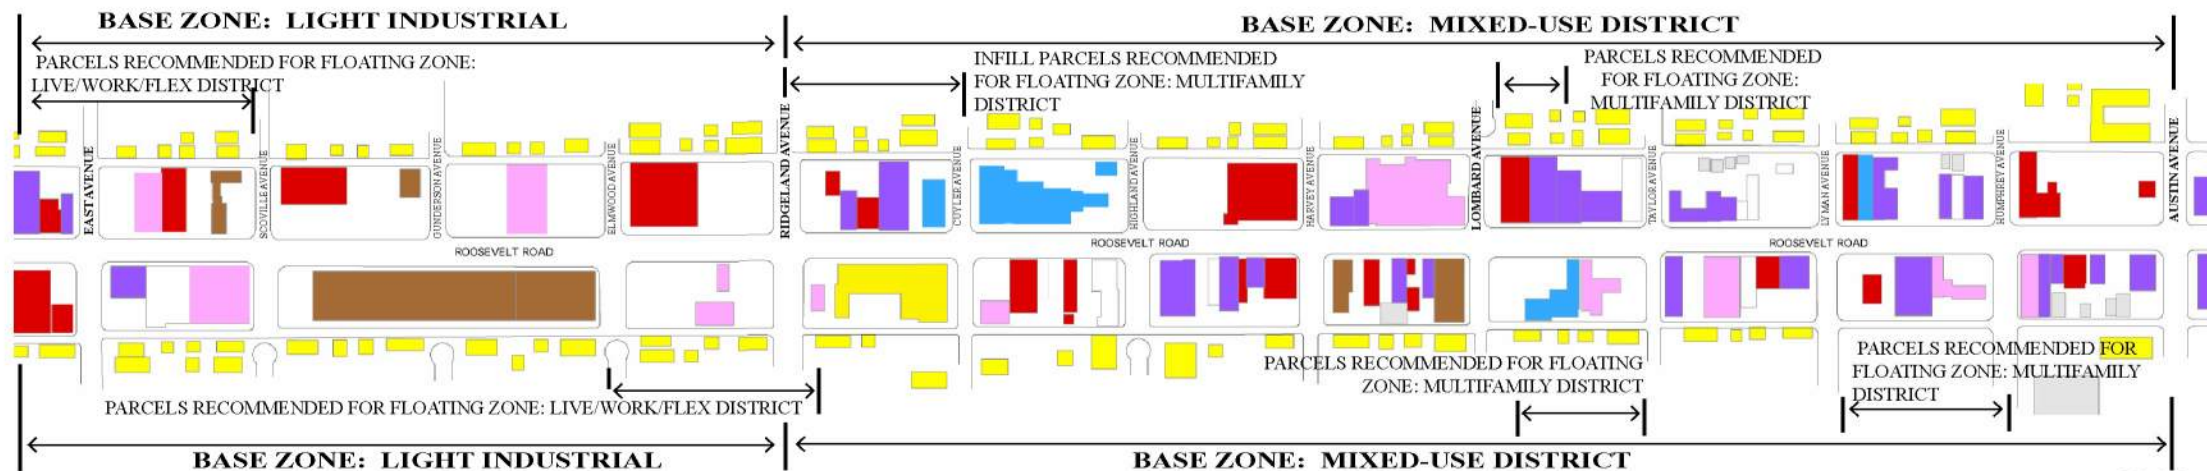 BASE ZONE: LIGHT INDUSTRIAL
BASE ZONE: MIXED-USE DISTRICT
PARCELS RECOMMENDED FOR FLOATING ZONE:
LIVE/WORK/FLEX DISTRICT
INFILL PARCELS RECOMMENDED
FOR FLOATING ZONE: MULTIFAMILY
DISTRICT
PARCELS RECOMMENDED
FOR FLOATING ZONE:
MULTIFAMILY DISTRICT
EAST AVENUE
SCOVILLE AVENUE
GUNDERSON AVENUE
ELMWOOD AVENUE
RIDGELAND AVENUE
CUYLER AVENUE
HIGHLAND AVENUE
HARVEY AVENUE
LOMBARD AVENUE
TAYLOR AVENUE
LYMAN AVENUE
HUMPHREY AVENUE
AUSTIN AVENUE
ROOSEVELT ROAD
ROOSEVELT ROAD
ROOSEVELT ROAD
PARCELS RECOMMENDED FOR FLOATING ZONE: LIVE/WORK/FLEX DISTRICT
PARCELS RECOMMENDED FOR FLOATING
ZONE: MULTIFAMILY DISTRICT
PARCELS RECOMMENDED FOR
FLOATING ZONE: MULTIFAMILY
DISTRICT
BASE ZONE: LIGHT INDUSTRIAL
BASE ZONE: MIXED-USE DISTRICT